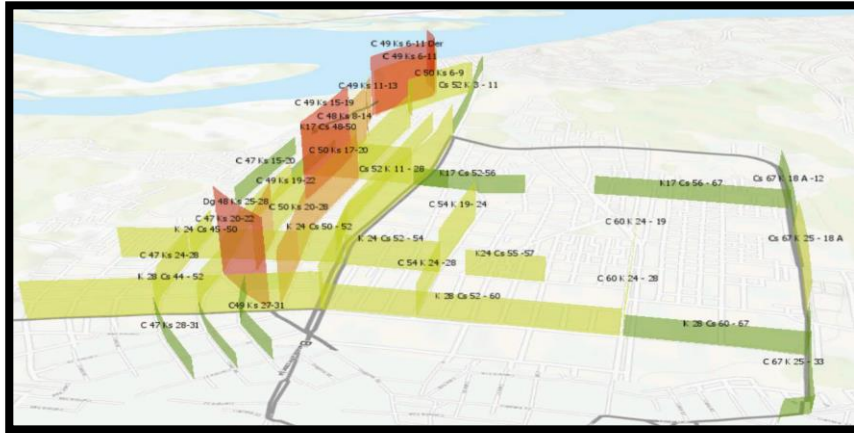 C 49 Ks 6-11 Der
C 49 Ks 6-11
C 50 Ks 6-9
C 49 Ks 11-13
Cs 52 K 3 - 11
C 49 Ks 15-19
C 48 Ks 8-14
K17 Cs 48-50
C 50 Ks 17-20
C 47 Ks 15-20
Cs 52 K 11 - 28
K17 Cs 52-56
C 49 Ks 19-22
K17 Cs 56 - 67
Cs 67 K 18 A -12
Dg 48 Ks 25-28
C 50 Ks 20-28
C 54 K 19- 24
C 47 Ks 20-22
C 60 K 24 - 19
K 24 Cs 45 -50
K 24 Cs 50 - 52
K 24 Cs 52 - 54
Cs 67 K 25 - 18 A
C 47 Ks 24-28
C 54 K 24 -28
K24 Cs 55 -57
K 28 Cs 44 - 52
C 60 K 24 - 28
C49 Ks 27-31
K 28 Cs 52 - 60
C 47 Ks 28-31
K 28 Cs 60 - 67
C 67 K 25 - 33